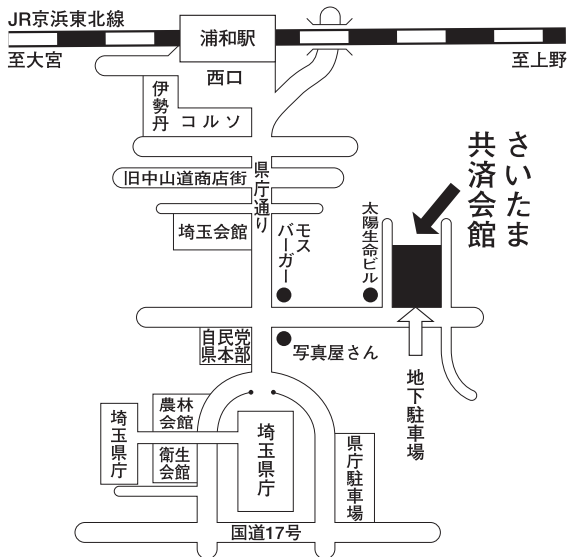 JR京浜東北線
浦和駅
至大宮
至上野
西口
伊勢丹
コルソ
旧中山道商店街
県庁通り
埼玉会館
モス
バーガー
太陽生命ビル
さいたま
共済会館
自民党
県本部
写真屋さん
地下駐車場
農林
会館
埼玉県庁
衛生
会館
埼玉県庁
県庁駐車場
国道17号